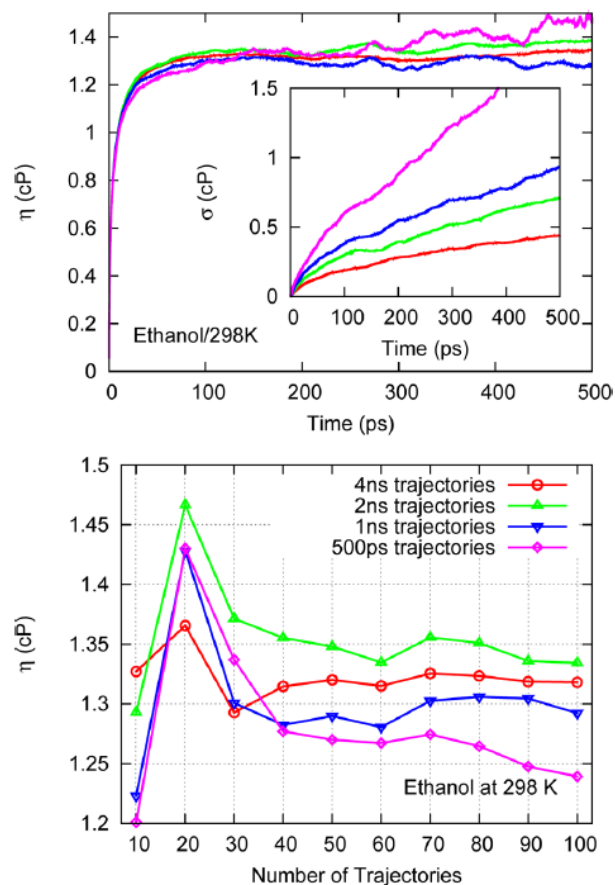 1.4
1.2
1
0.8
0.6
0.4
0.2
0
η (cP)
1.5
1
0.5
0
σ (cP)
0 100 200 300 400 500
Time (ps)
Ethanol/298K
0 100 200 300 400 500
Time (ps)
1.5
1.45
1.4
1.35
1.3
1.25
1.2
η (cP)
4ns trajectories
2ns trajectories
1ns trajectories
500ps trajectories
Ethanol at 298 K
10 20 30 40 50 60 70 80 90 100
Number of Trajectories